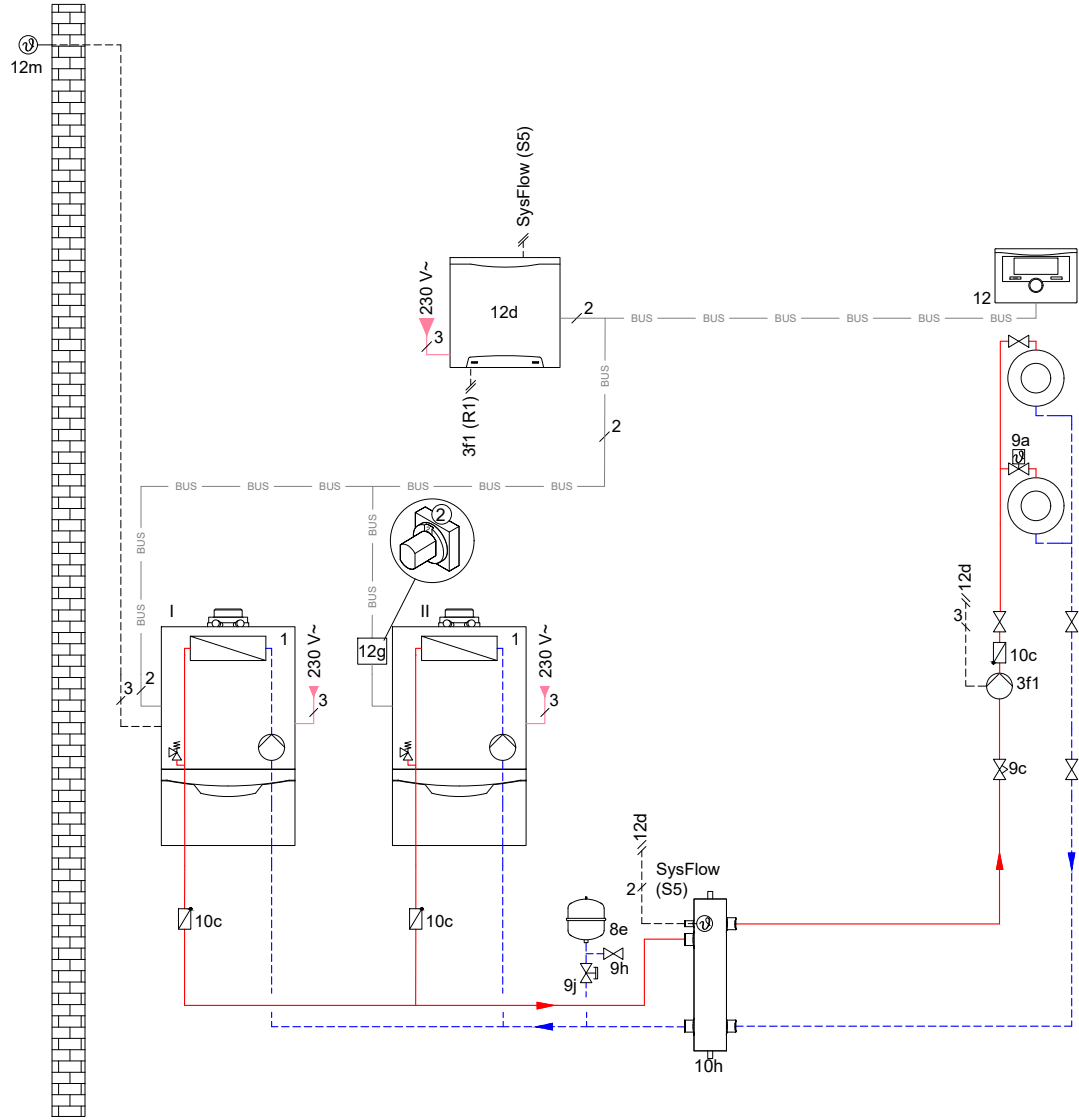 12m
SysFlow (S5)
230 V~
3
12d
2
3f1 (R1)
BUS
BUS
BUS
BUS
BUS
BUS
12
BUS
2
9a
BUS
BUS
BUS
BUS
BUS
BUS
BUS
BUS
2
BUS
12g
I
1
230 V~
3
2
3
II
1
230 V~
3
12d
3
10c
3f1
9c
12d
2
SysFlow
(S5)
10c
10c
8e
9h
9j
10h